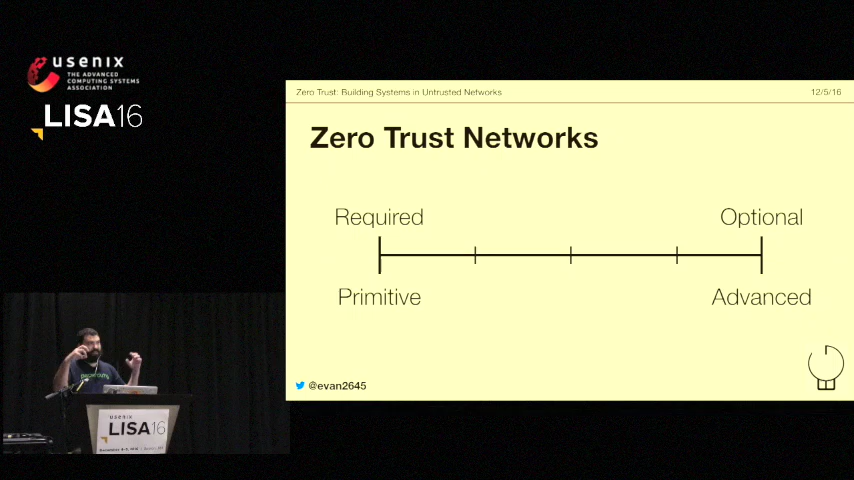 usenix
THE ADVANCED
COMPUTING SYSTEMS
ASSOCIATION
LISA16
Zero Trust: Building Systems in Untrusted Networks
12/5/16
Zero Trust Networks
Required
Optional
Primitive
Advanced
@evan2645
usenix
LISA16